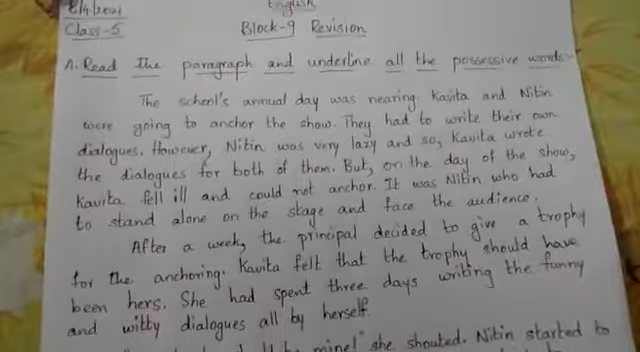 8/4/2021
English
Class-5
Block-9 Revision
A. Read the paragraph and underline all the possessive words:-
The school's annual day was nearing. Kavita and Nitin
were going to anchor the show. They had to write their own
dialogues. However, Nitin was very lazy and so, Kavita wrote
the dialogues for both of them. But, on the day of the show,
Kavita fell ill and could not anchor. It was Nitin who had
to stand alone on the stage and face the audience.
After a week, the principal decided to give a trophy
for the anchoring. Kavita felt that the trophy should have
been hers. She had spent three days writing the funny
and witty dialogues all by herself.
mine!" she shouted. Nitin started to